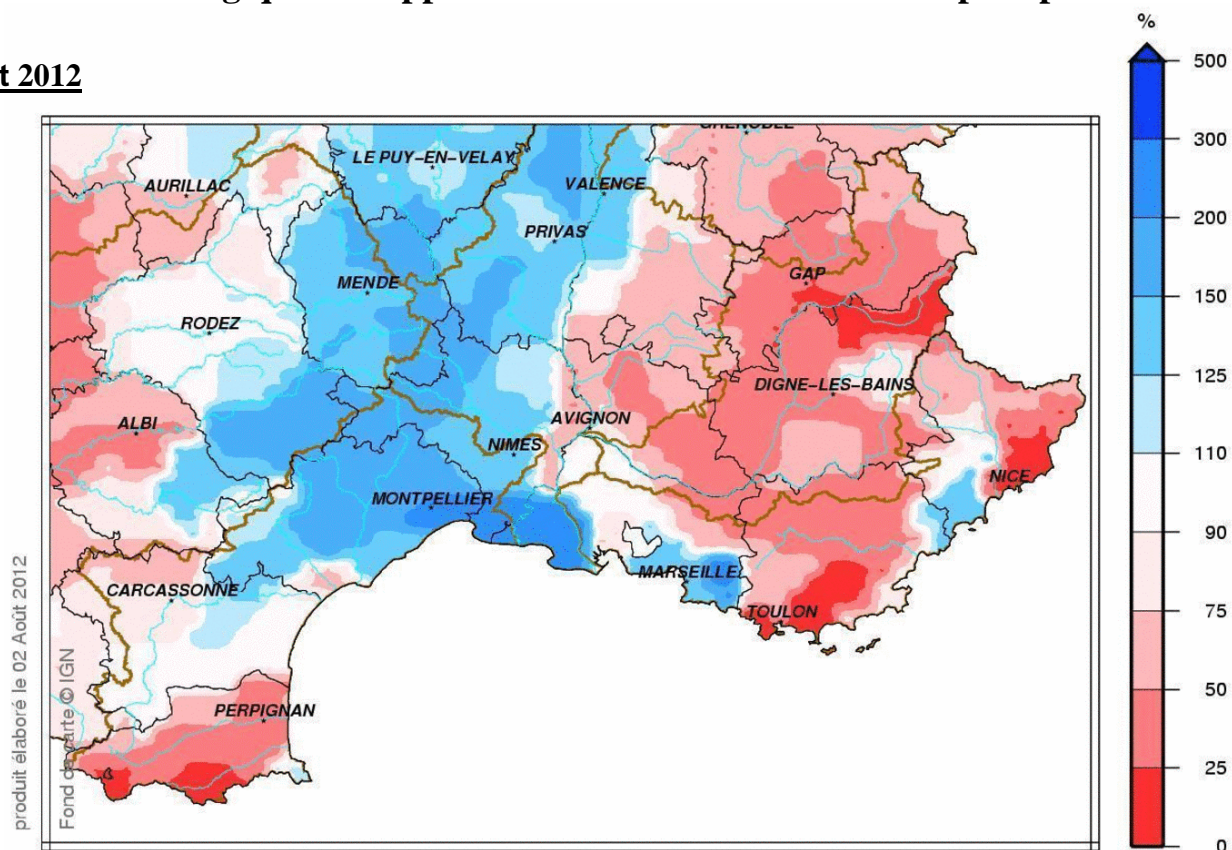 %
t 2012
500
300
200
150
125
110
90
75
50
25
0
GRENOBLE
LE PUY-EN-VELAY
AURILLAC
VALENCE
PRIVAS
GAP
MENDE
RODEZ
DIGNE-LES-BAINS
ALBI
AVIGNON
NIMES
NICE
MONTPELLIER
MARSEILLE
CARCASSONNE
TOULON
PERPIGNAN
produit élaboré le 02 Août 2012
Fond de carte © IGN